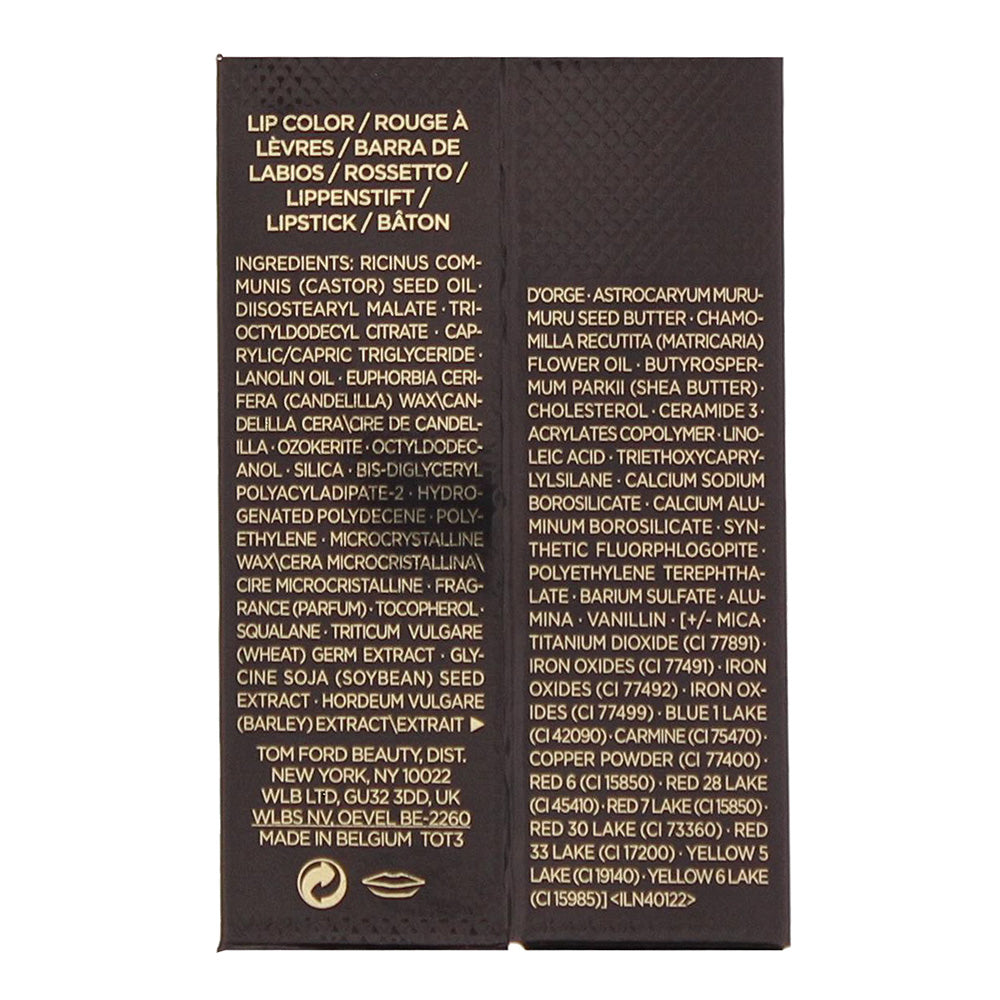 LIP COLOR / ROUGE À
LÈVRES / BARRA DE
LABIOS / ROSSETTO /
LIPPENSTIFT /
LIPSTICK / BÂTON
INGREDIENTS: RICINUS COM-
MUNIS (CASTOR) SEED OIL ·
DIISOSTEARYL MALATE · TRI-
OCTYLDODECYL CITRATE · CAP-
RYLIC/CAPRIC TRIGLYCERIDE ·
LANOLIN OIL · EUPHORBIA CERI-
FERA (CANDELILLA) WAX\CAN-
DELILLA CERA\CIRE DE CANDEL-
ILLA · OZOKERITE · OCTYLDODEC-
ANOL · SILICA · BIS-DIGLYCERYL
POLYACYLADIPATE-2 · HYDRO-
GENATED POLYDECENE · POLY-
ETHYLENE · MICROCRYSTALLINE
WAX\CERA MICROCRISTALLINA\
CIRE MICROCRISTALLINE · FRAG-
RANCE (PARFUM) · TOCOPHEROL ·
SQUALANE · TRITICUM VULGARE
(WHEAT) GERM EXTRACT · GLY-
CINE SOJA (SOYBEAN) SEED
EXTRACT · HORDEUM VULGARE
(BARLEY) EXTRACT\EXTRAIT ▶
TOM FORD BEAUTY, DIST.
NEW YORK, NY 10022
WLB LTD, GU32 3DD, UK
WLBS NV, OEVEL BE-2260
MADE IN BELGIUM TOT3
D'ORGE · ASTROCARYUM MURU-
MURU SEED BUTTER · CHAMO-
MILLA RECUTITA (MATRICARIA)
FLOWER OIL · BUTYROSPER-
MUM PARKII (SHEA BUTTER) ·
CHOLESTEROL · CERAMIDE 3 ·
ACRYLATES COPOLYMER · LINO-
LEIC ACID · TRIETHOXYCAPRY-
LYLSILANE · CALCIUM SODIUM
BOROSILICATE · CALCIUM ALU-
MINUM BOROSILICATE · SYN-
THETIC FLUORPHLOGOPITE ·
POLYETHYLENE TEREPHTHA-
LATE · BARIUM SULFATE · ALU-
MINA · VANILLIN · [+/- MICA ·
TITANIUM DIOXIDE (CI 77891) ·
IRON OXIDES (CI 77491) · IRON
OXIDES (CI 77492) · IRON OX-
IDES (CI 77499) · BLUE 1 LAKE
(CI 42090) · CARMINE (CI 75470) ·
COPPER POWDER (CI 77400) ·
RED 6 (CI 15850) · RED 28 LAKE
(CI 45410) · RED 7 LAKE (CI 15850) ·
RED 30 LAKE (CI 73360) · RED
33 LAKE (CI 17200) · YELLOW 5
LAKE (CI 19140) · YELLOW 6 LAKE
(CI 15985)] <ILN40122>